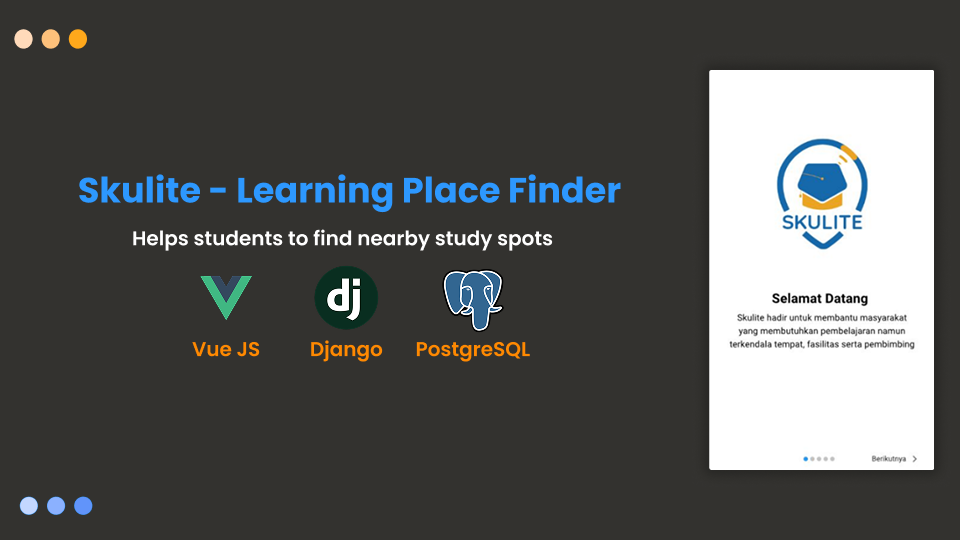 Skulite - Learning Place Finder
Helps students to find nearby study spots
dj
Vue JS
Django
PostgreSQL
SKULITE
Selamat Datang
Skulite hadir untuk membantu masyarakat
yang membutuhkan pembelajaran namun
terkendala tempat, fasilitas serta pembimbing
Berikutnya